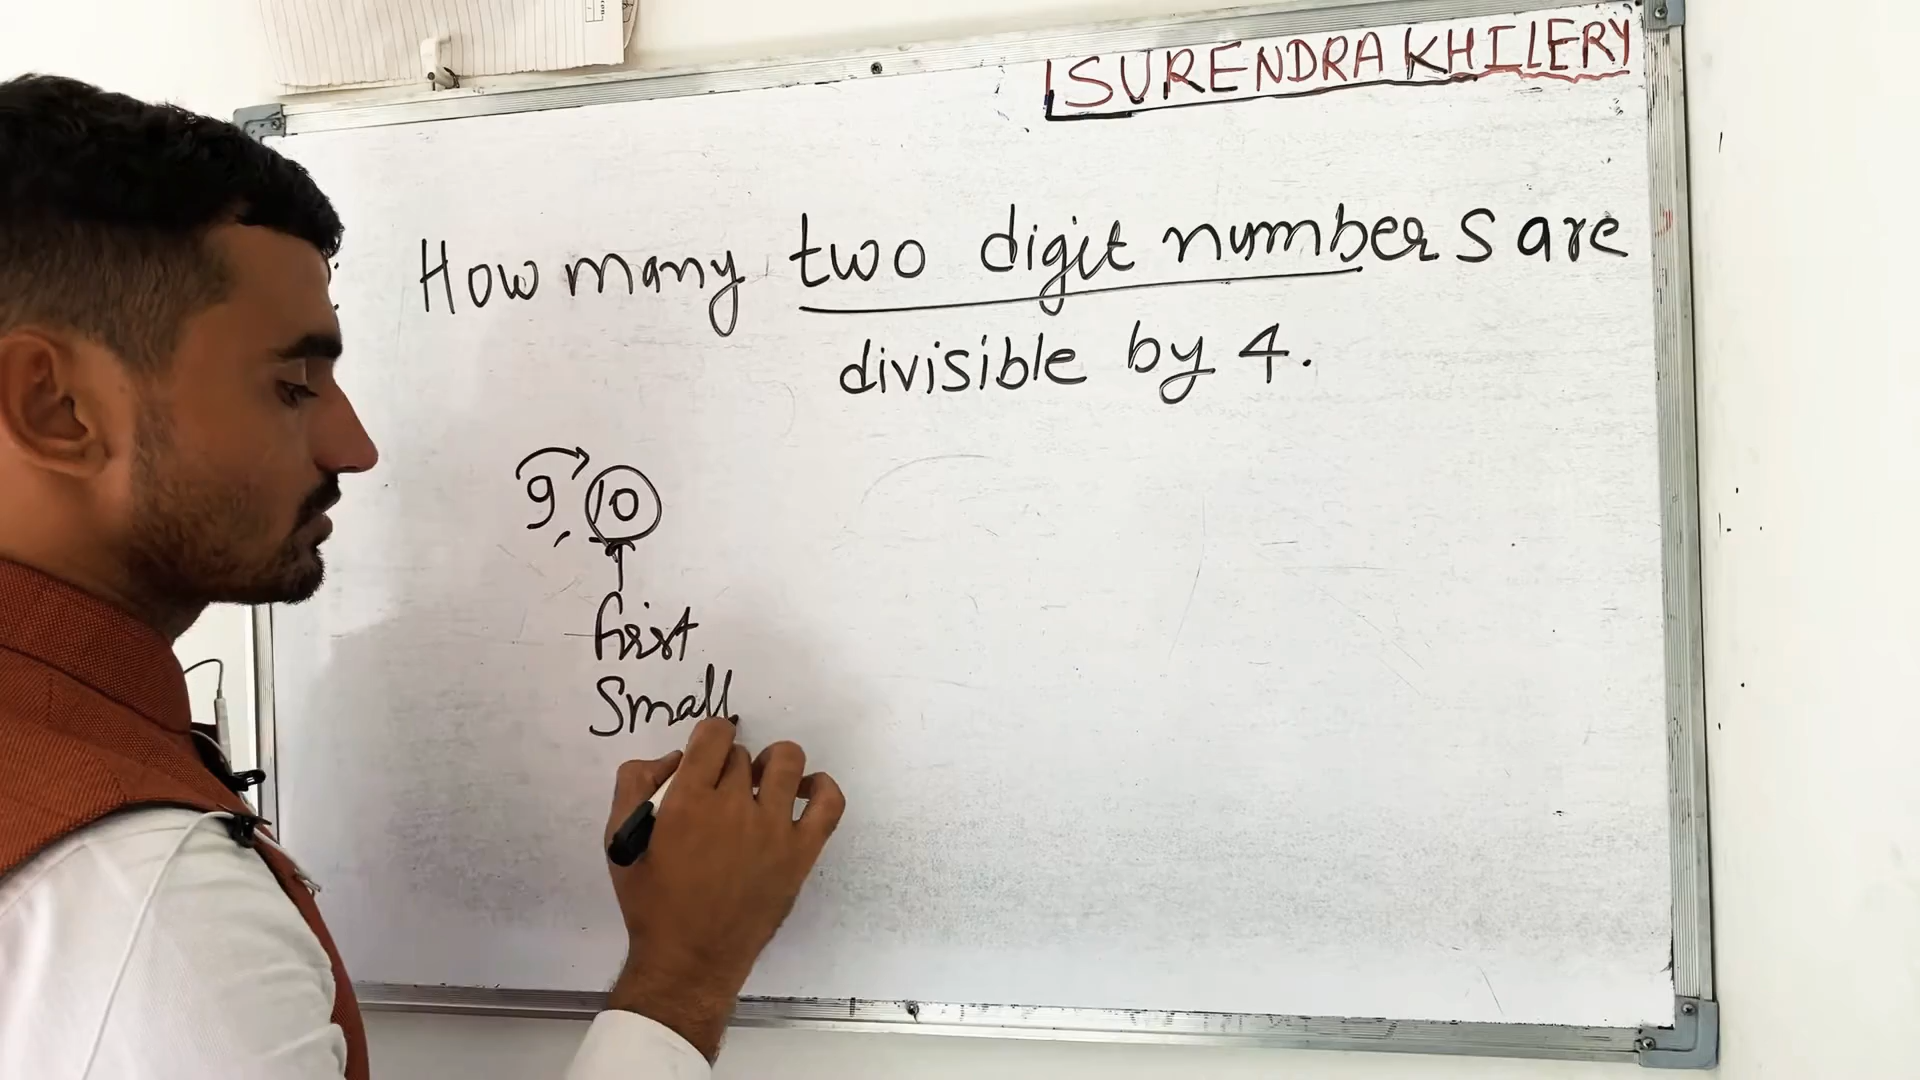 SURENDRA KHILERY
How many two digit numbers are
divisible by 4.
9, 10
first
Small